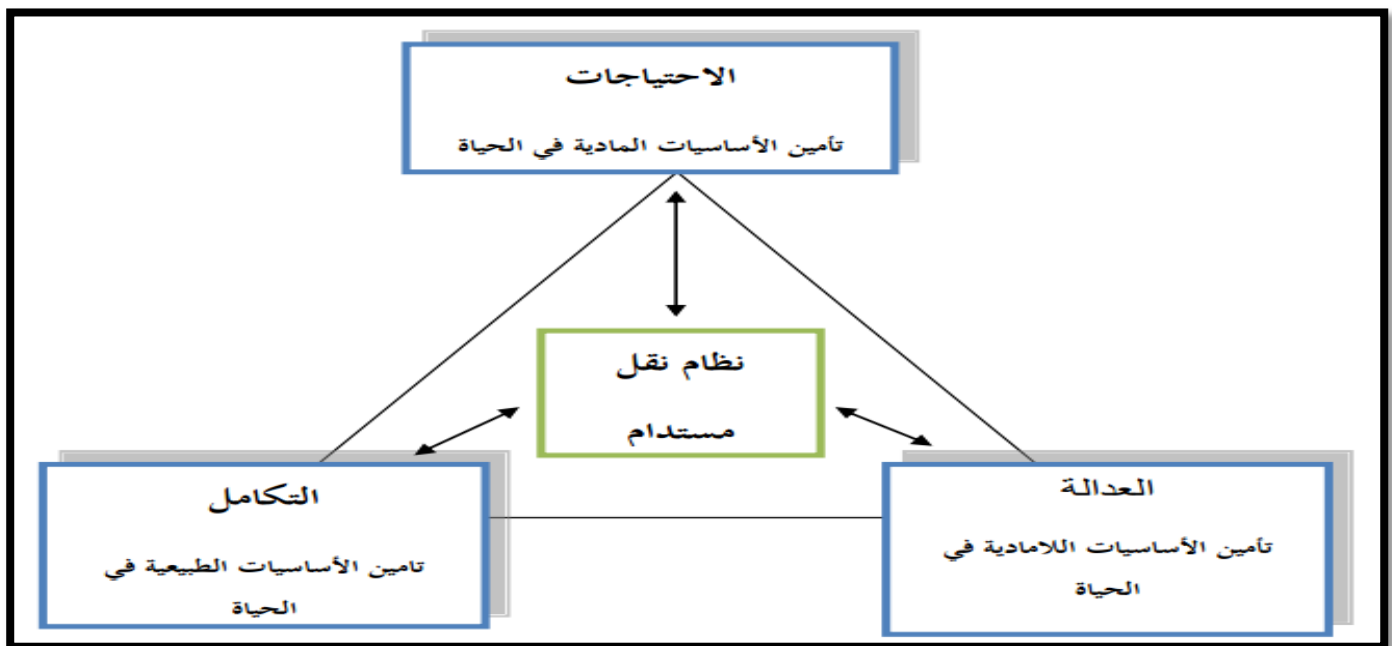 الاحتياجات
تأمين الأساسيات المادية في الحياة
نظام نقل
مستدام
العدالة
تأمين الأساسيات اللامادية في
الحياة
التكامل
تامين الأساسيات الطبيعية في
الحياة